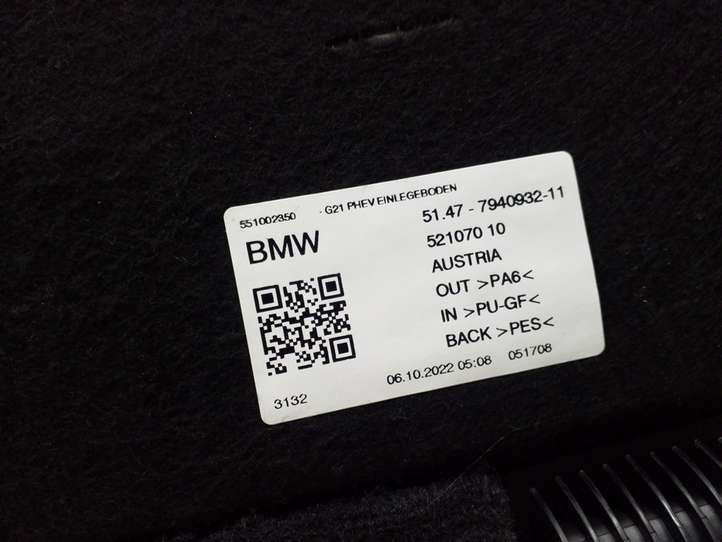 551002350 - G21 PHEV EINLEGEBODEN
BMW
51.47 - 7940932-11
521070 10
AUSTRIA
OUT >PA6<
IN >PU-GF<
BACK >PES<
3132
06.10.2022 05:08 051708